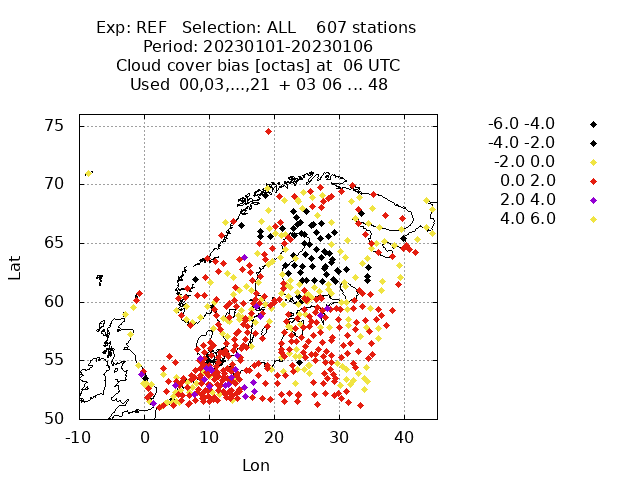 Exp: REF   Selection: ALL    607 stations
Period: 20230101-20230106
Cloud cover bias [octas] at  06 UTC
Used  00,03,...,21  + 03 06 ... 48
-6.0 -4.0
-4.0 -2.0
-2.0 0.0
0.0 2.0
2.0 4.0
4.0 6.0
75
70
65
60
55
50
Lat
-10 0 10 20 30 40
Lon